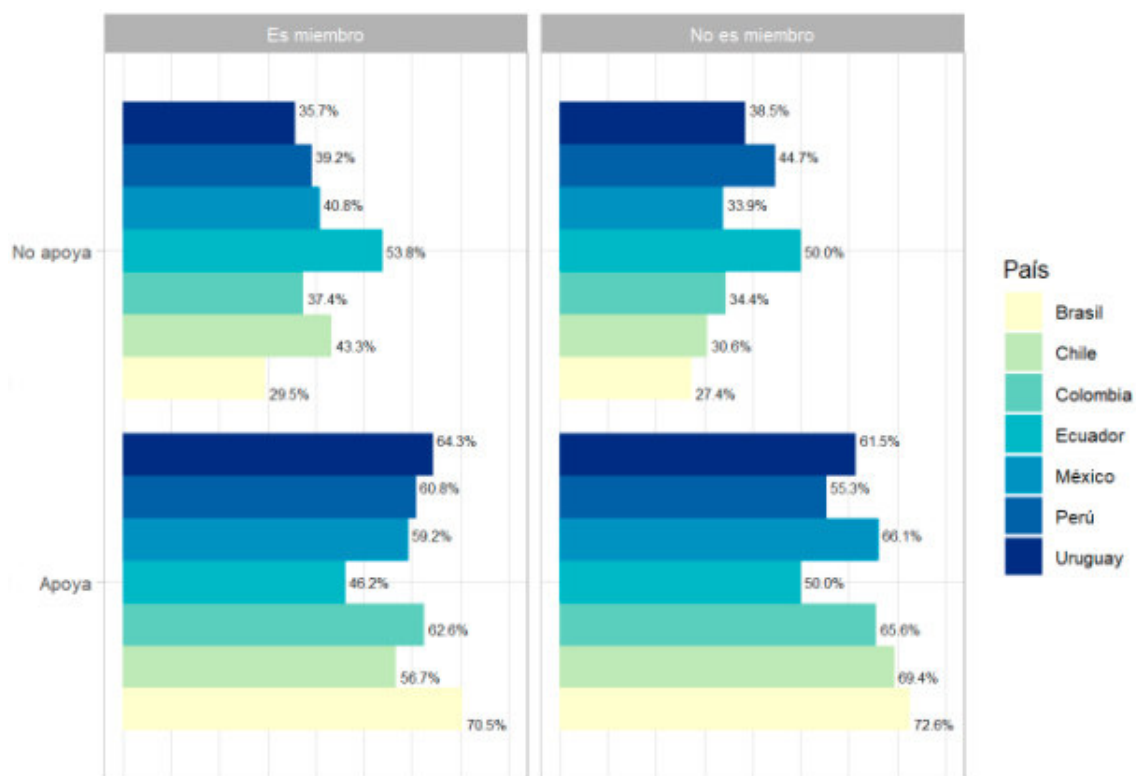 Es miembro
No es miembro
No apoya
35.7%
39.2%
40.8%
53.8%
37.4%
43.3%
29.5%
38.5%
44.7%
33.9%
50.0%
34.4%
30.6%
27.4%
Apoya
64.3%
60.8%
59.2%
46.2%
62.6%
56.7%
70.5%
61.5%
55.3%
66.1%
50.0%
65.6%
69.4%
72.6%
País
Brasil
Chile
Colombia
Ecuador
México
Perú
Uruguay